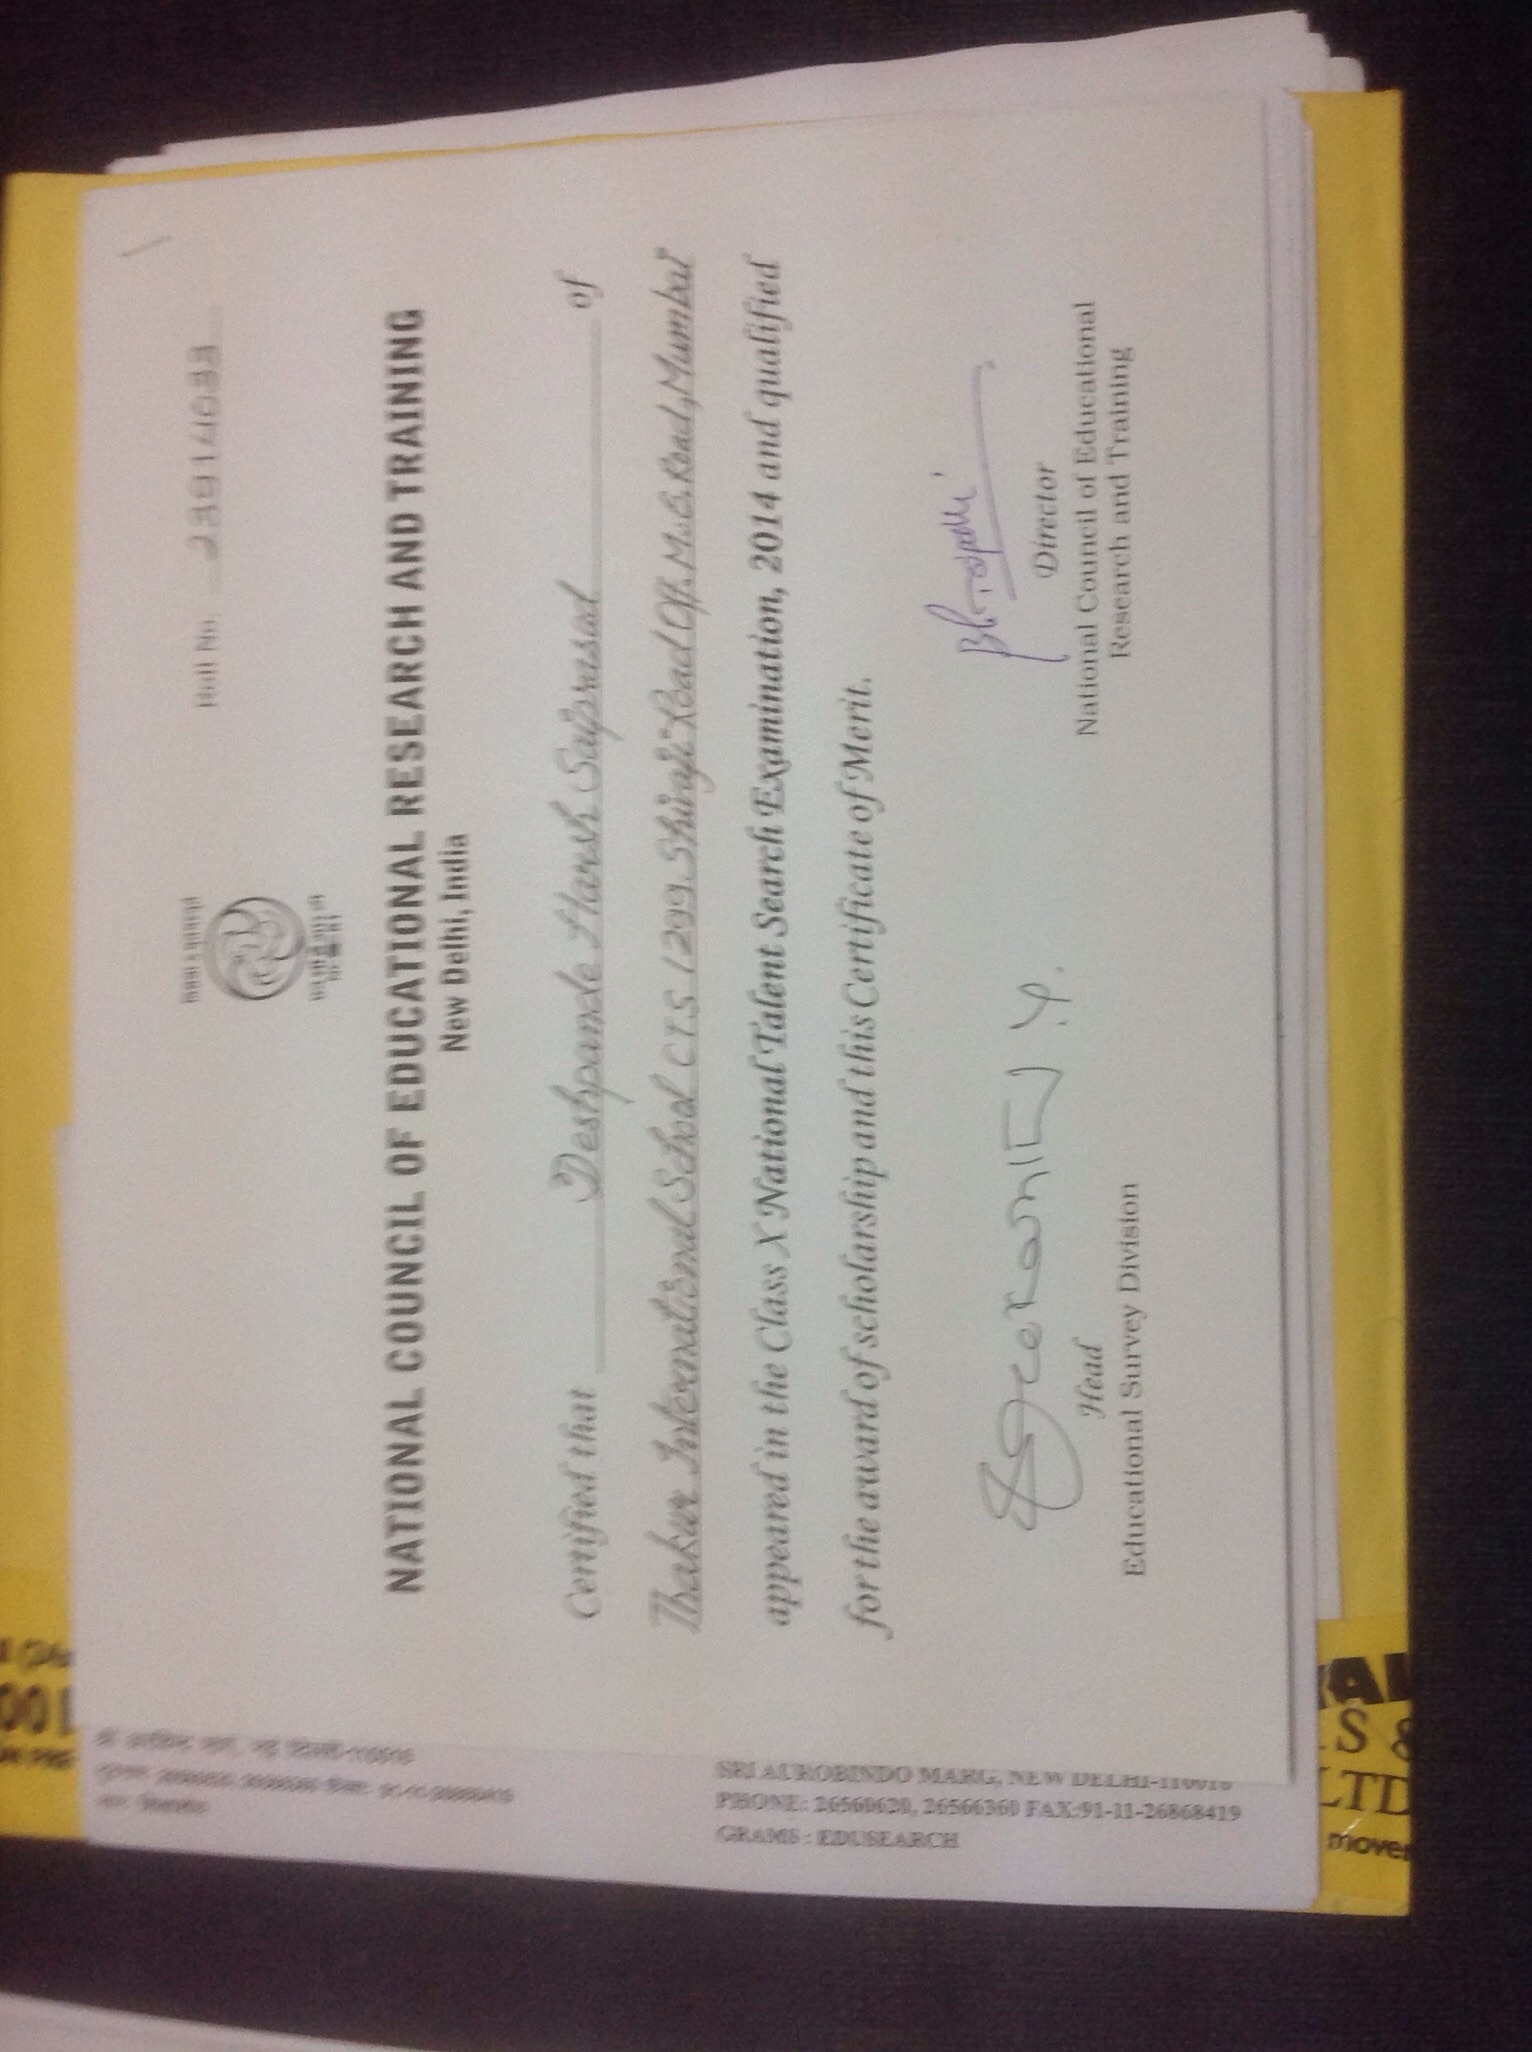 Roll No. 23914033
NATIONAL COUNCIL OF EDUCATIONAL RESEARCH AND TRAINING
New Delhi, India
Certified that Deshpande Harsh Saiprasad of
Thakur International School CTS 1299 Shivaji Road Off. M.G. Road, Mumbai
appeared in the Class X National Talent Search Examination, 2014 and qualified
for the award of scholarship and this Certificate of Merit.
Head
Educational Survey Division
Director
National Council of Educational
Research and Training
SRI AUROBINDO MARG, NEW DELHI-110016
PHONE: 26560620, 26566360 FAX:91-11-26868419
GRAMS : EDUSEARCH